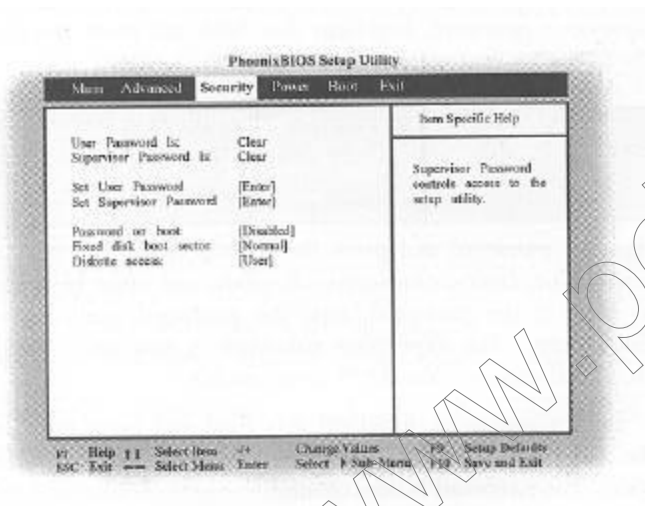 PhoenixBIOS Setup Utility
Main Advanced Security Power Boot Exit
Item Specific Help
User Password Is: Clear
Supervisor Password Is: Clear
Supervisor Password
controls access to the
setup utility.
Set User Password [Enter]
Set Supervisor Password [Enter]
Password on boot: [Disabled]
Fixed disk boot sector: [Normal]
Diskette access: [User]
F1 Help ↑↓ Select Item -/+ Change Values F9 Setup Defaults
ESC Exit ←→ Select Menu Enter Select ▶ Sub-Menu F10 Save and Exit
www.po